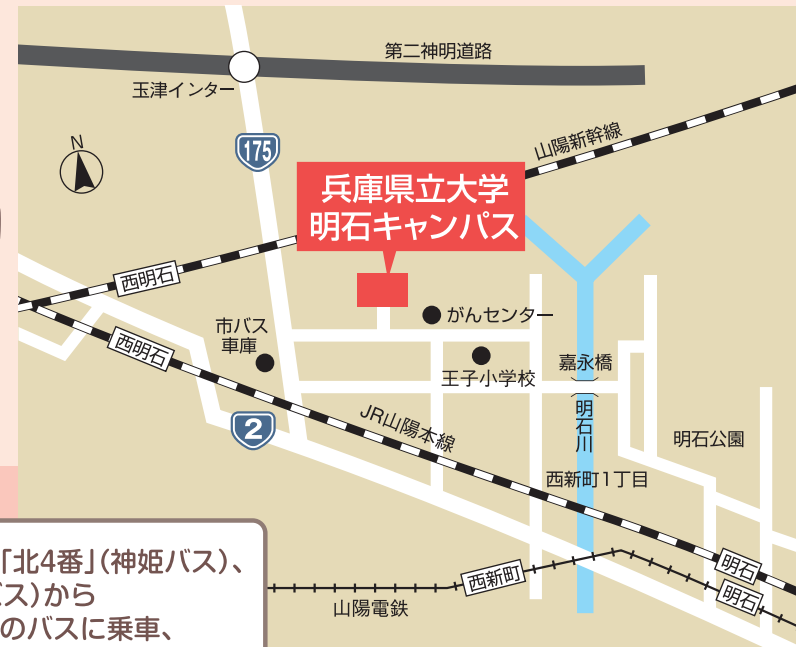 第二神明道路
玉津インター
N
175
山陽新幹線
兵庫県立大学
明石キャンパス
西明石
がんセンター
市バス
車庫
西明石
王子小学校
嘉永橋
JR山陽本線
2
明石川
明石公園
西新町1丁目
「北4番」(神姫バス)、
ス)から
のバスに乗車、
西新町
山陽電鉄
明石
明石